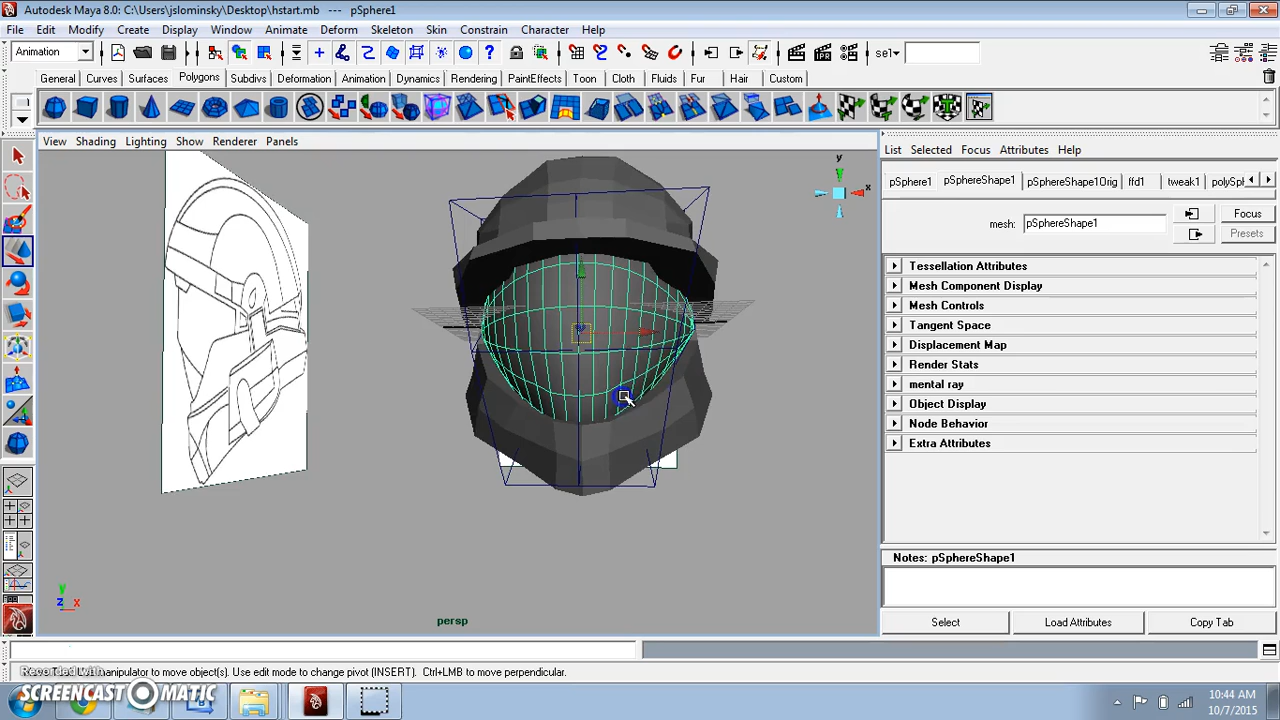 Autodesk Maya 8.0: C:\Users\jslominsky\Desktop\hstart.mb --- pSphere1
File Edit Modify Create Display Window Animate Deform Skeleton Skin Constrain Character Help
Animation sel
General Curves Surfaces Polygons Subdivs Deformation Animation Dynamics Rendering PaintEffects Toon Cloth Fluids Fur Hair Custom
View Shading Lighting Show Renderer Panels
List Selected Focus Attributes Help
pSphere1 pSphereShape1 pSphereShape1Orig ffd1 tweak1 polySpl
mesh: pSphereShape1 Focus
Presets
Tessellation Attributes
Mesh Component Display
Mesh Controls
Tangent Space
Displacement Map
Render Stats
mental ray
Object Display
Node Behavior
Extra Attributes
y
x
Notes: pSphereShape1
y
z x
persp
Select Load Attributes Copy Tab
manipulator to move object(s). Use edit mode to change pivot (INSERT). Ctrl+LMB to move perpendicular.
Recorded with
SCREENCAST MATIC
10:44 AM
10/7/2015